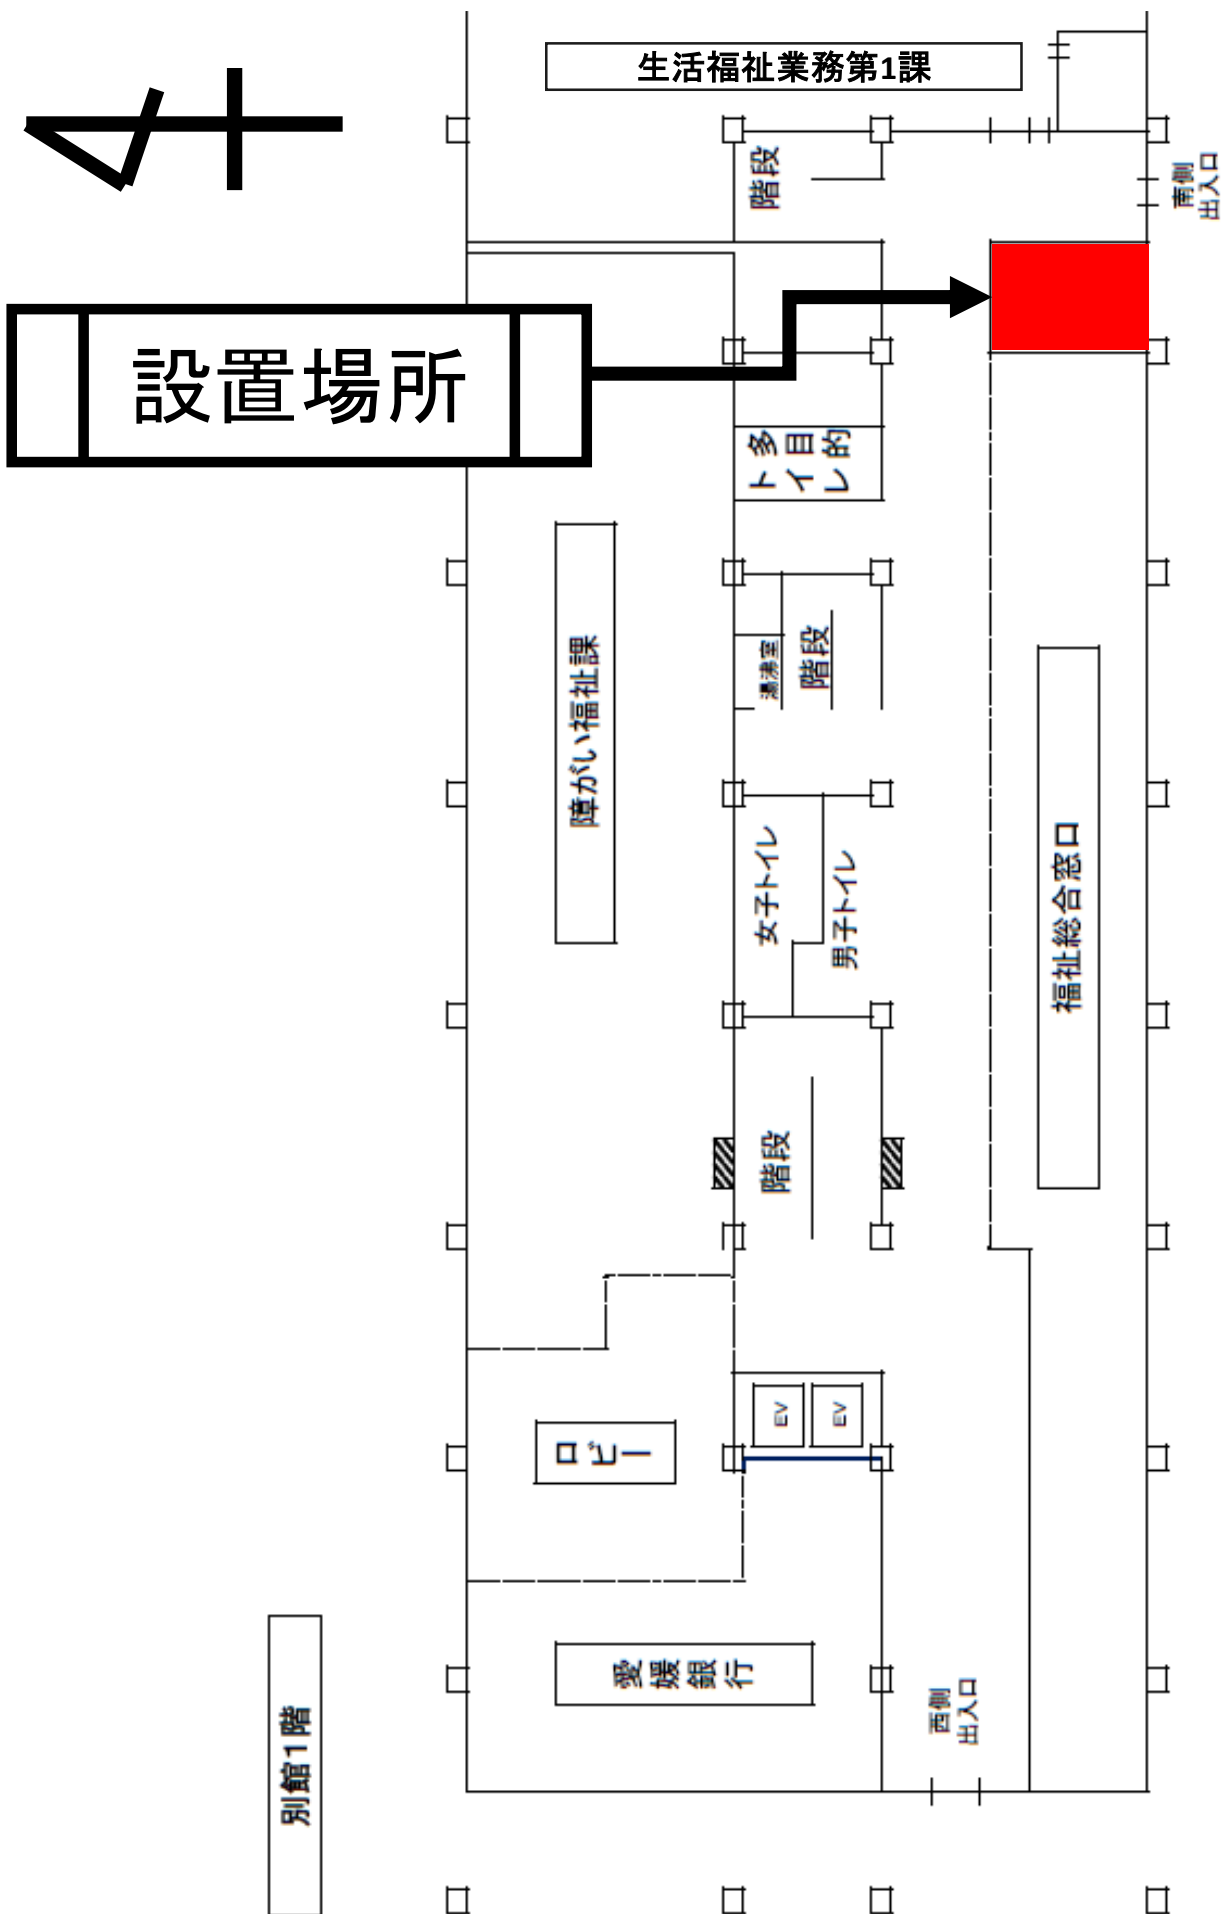 生活福祉業務第1課
階段
南側
出入口
設置場所
多目的
トイレ
障がい福祉課
湯沸室
階段
女子トイレ
男子トイレ
福祉総合窓口
階段
EV
EV
ロビー
愛媛銀行
西側
出入口
別館1階